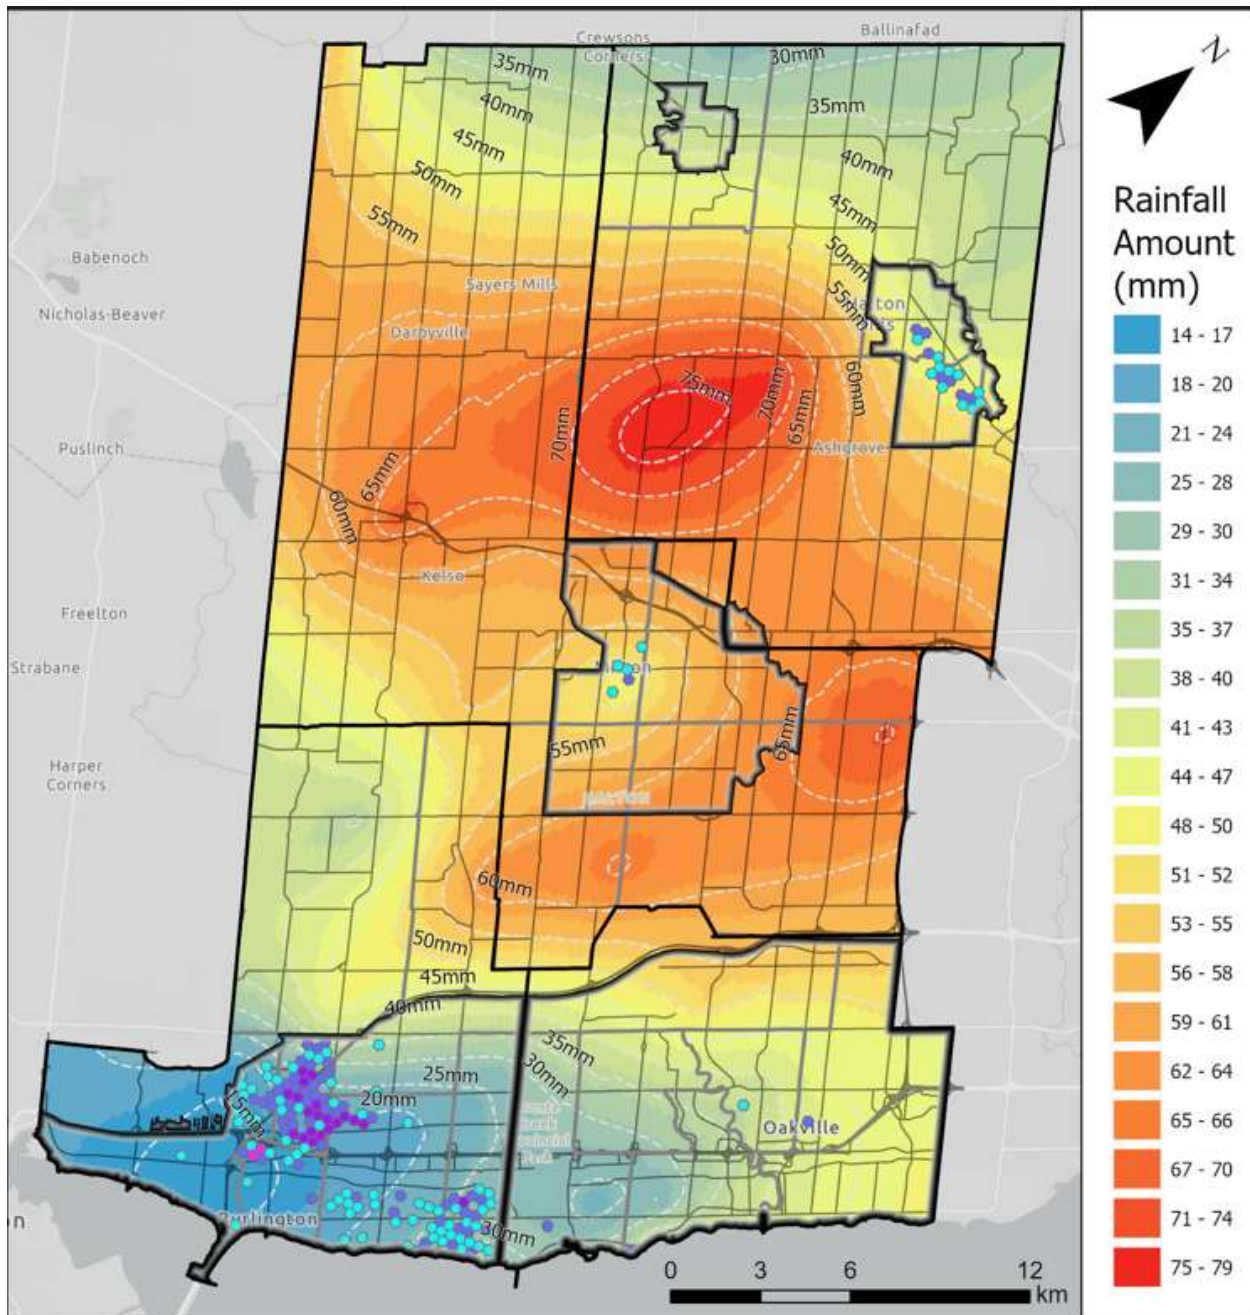 Crewsons
Corners
Ballinafad
N
30mm
35mm
35mm
40mm
40mm
45mm
45mm
50mm
50mm
55mm
55mm
Babenoch
Sayers Mills
Nicholas-Beaver
Darbyville
60mm
75mm
70mm
65mm
70mm
Puslinch
Ashgrove
65mm
60mm
Kelso
Freelton
Strabane
55mm
65mm
Harper
Corners
HALTON
60mm
50mm
45mm
40mm
35mm
30mm
25mm
20mm
15mm
Oakville
Burlington
30mm
on
0 3 6 12
km
Rainfall
Amount
(mm)
14 - 17
18 - 20
21 - 24
25 - 28
29 - 30
31 - 34
35 - 37
38 - 40
41 - 43
44 - 47
48 - 50
51 - 52
53 - 55
56 - 58
59 - 61
62 - 64
65 - 66
67 - 70
71 - 74
75 - 79